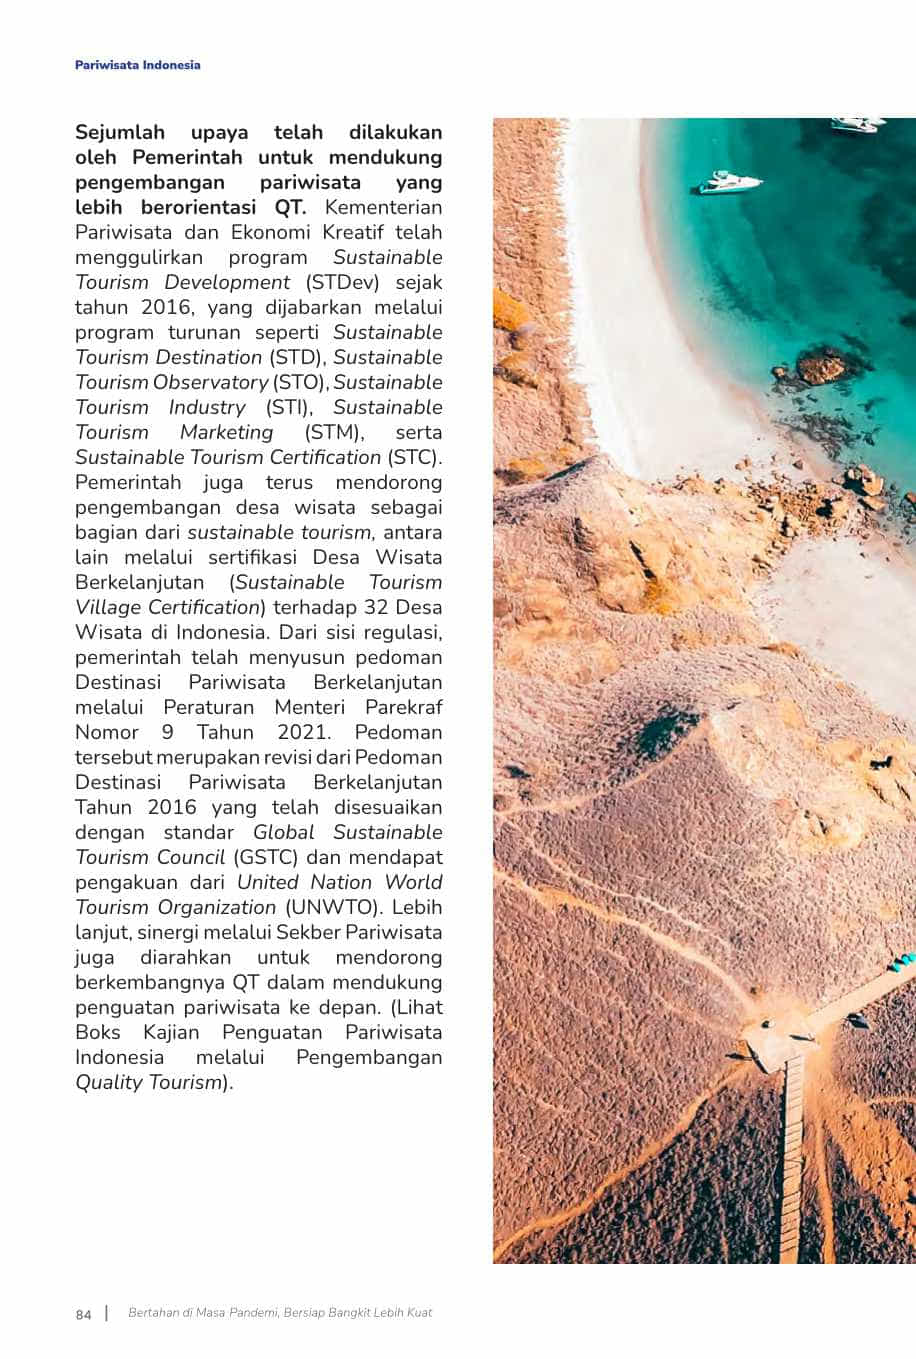 Pariwisata Indonesia
Sejumlah upaya telah dilakukan
oleh Pemerintah untuk mendukung
pengembangan pariwisata yang
lebih berorientasi QT. Kementerian
Pariwisata dan Ekonomi Kreatif telah
menggulirkan program Sustainable
Tourism Development (STDev) sejak
tahun 2016, yang dijabarkan melalui
program turunan seperti Sustainable
Tourism Destination (STD), Sustainable
Tourism Observatory (STO), Sustainable
Tourism Industry (STI), Sustainable
Tourism Marketing (STM), serta
Sustainable Tourism Certification (STC).
Pemerintah juga terus mendorong
pengembangan desa wisata sebagai
bagian dari sustainable tourism, antara
lain melalui sertifikasi Desa Wisata
Berkelanjutan (Sustainable Tourism
Village Certification) terhadap 32 Desa
Wisata di Indonesia. Dari sisi regulasi,
pemerintah telah menyusun pedoman
Destinasi Pariwisata Berkelanjutan
melalui Peraturan Menteri Parekraf
Nomor 9 Tahun 2021. Pedoman
tersebut merupakan revisi dari Pedoman
Destinasi Pariwisata Berkelanjutan
Tahun 2016 yang telah disesuaikan
dengan standar Global Sustainable
Tourism Council (GSTC) dan mendapat
pengakuan dari United Nation World
Tourism Organization (UNWTO). Lebih
lanjut, sinergi melalui Sekber Pariwisata
juga diarahkan untuk mendorong
berkembangnya QT dalam mendukung
penguatan pariwisata ke depan. (Lihat
Boks Kajian Penguatan Pariwisata
Indonesia melalui Pengembangan
Quality Tourism).
84 | Bertahan di Masa Pandemi, Bersiap Bangkit Lebih Kuat